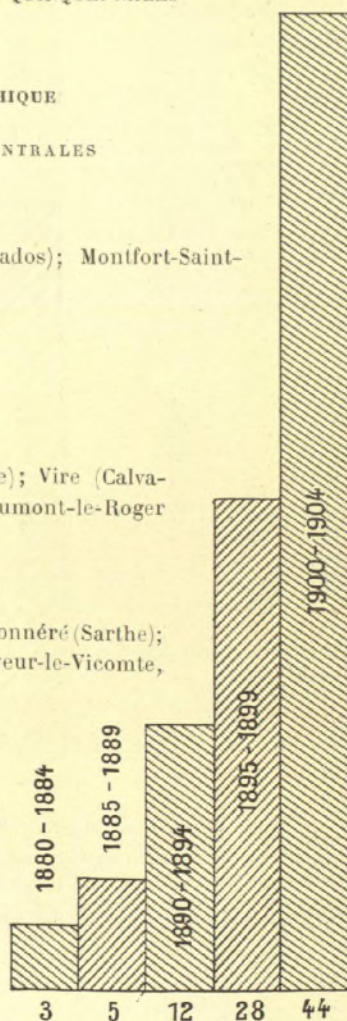 HIQUE
NTRALES
ados); Montfort-Saint-
e); Vire (Calva-
umont-le-Roger
onnéré (Sarthe);
eur-le-Vicomte,
1880-1884
1885-1889
1890-1894
1895-1899
1900-1904
3 5 12 28 44